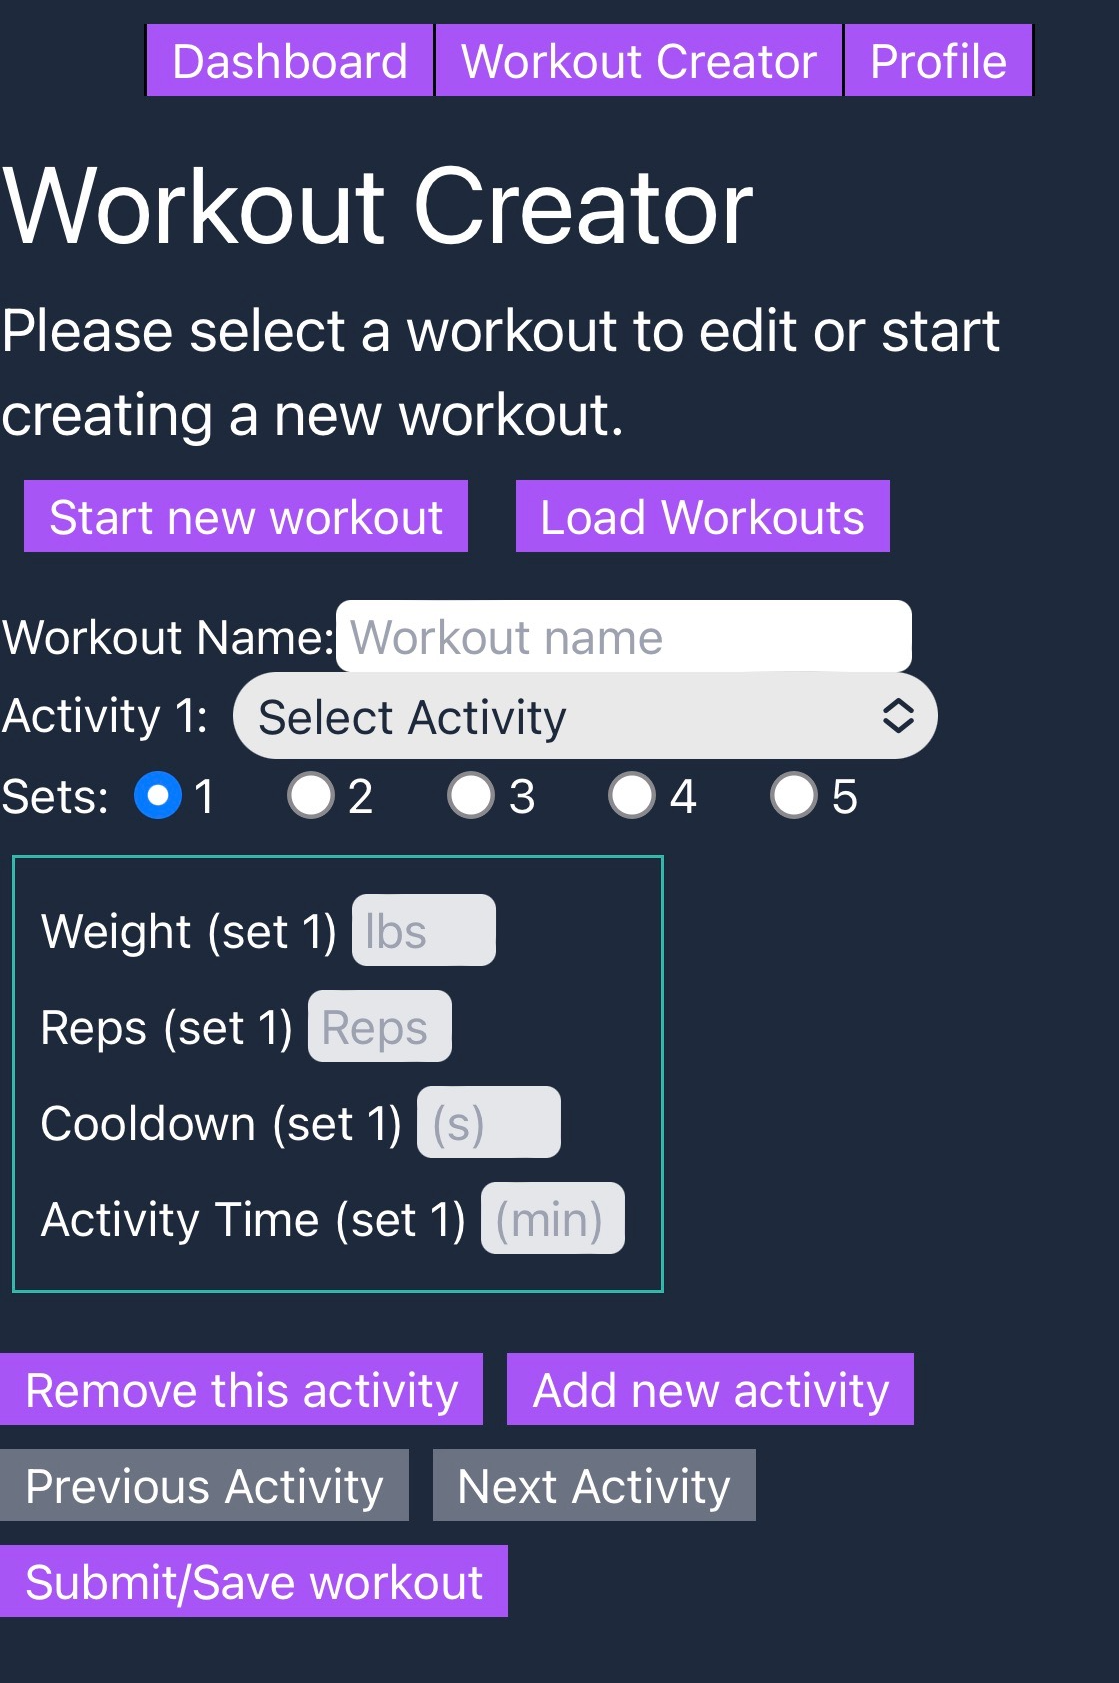 Dashboard Workout Creator Profile
Workout Creator
Please select a workout to edit or start
creating a new workout.
Start new workout Load Workouts
Workout Name: Workout name
Activity 1: Select Activity
Sets: 1 2 3 4 5
Weight (set 1) lbs
Reps (set 1) Reps
Cooldown (set 1) (s)
Activity Time (set 1) (min)
Remove this activity Add new activity
Previous Activity Next Activity
Submit/Save workout